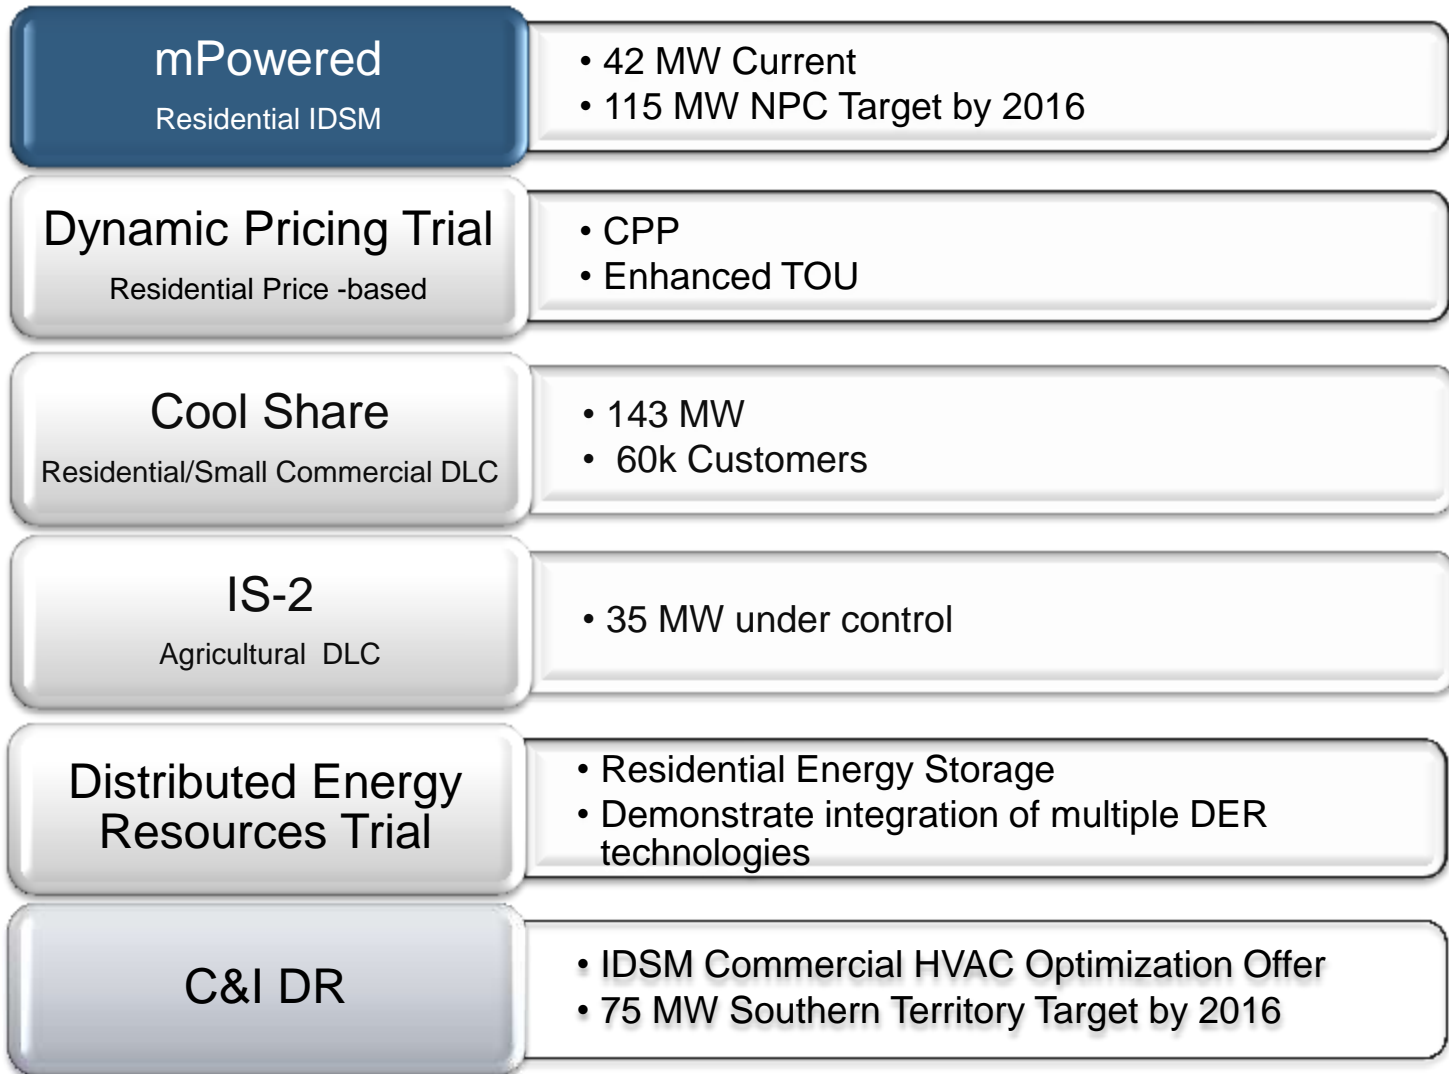 mPowered
Residential IDSM
• 42 MW Current
• 115 MW NPC Target by 2016
Dynamic Pricing Trial
Residential Price -based
• CPP
• Enhanced TOU
Cool Share
Residential/Small Commercial DLC
• 143 MW
• 60k Customers
IS-2
Agricultural DLC
• 35 MW under control
Distributed Energy
Resources Trial
• Residential Energy Storage
• Demonstrate integration of multiple DER
technologies
C&I DR
• IDSM Commercial HVAC Optimization Offer
• 75 MW Southern Territory Target by 2016